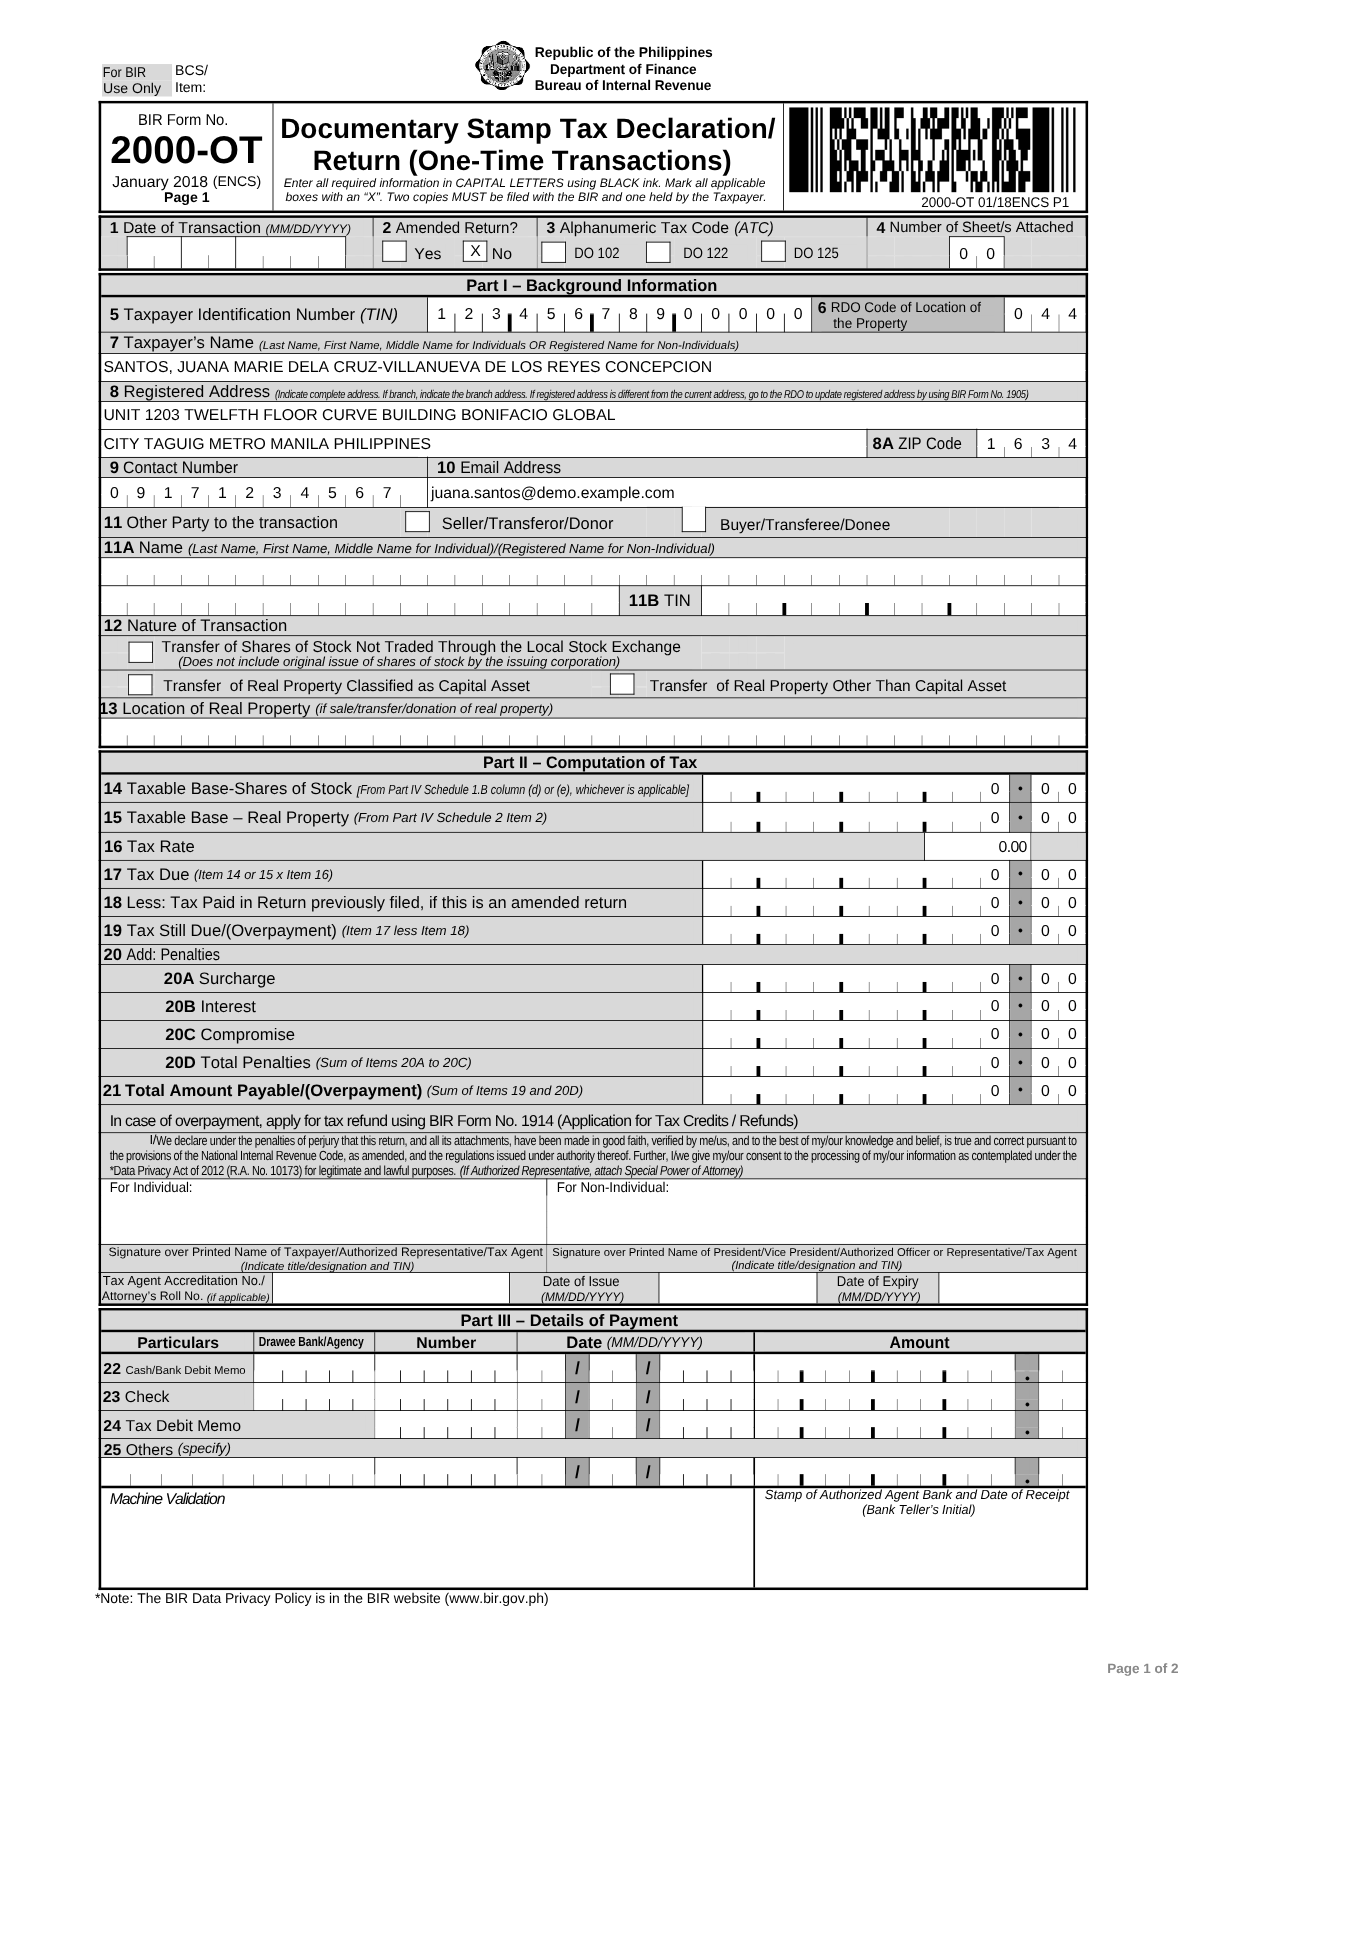 Republic of the Philippines
Department of Finance
Bureau of Internal Revenue
For BIR
Use Only
BCS/
Item:
BIR Form No.
2000-OT
January 2018 (ENCS)
Page 1
Documentary Stamp Tax Declaration/
Return (One-Time Transactions)
Enter all required information in CAPITAL LETTERS using BLACK ink. Mark all applicable
boxes with an “X”. Two copies MUST be filed with the BIR and one held by the Taxpayer.
2000-OT 01/18ENCS P1
1 Date of Transaction (MM/DD/YYYY)
2 Amended Return?
Yes X No
3 Alphanumeric Tax Code (ATC)
DO 102 DO 122 DO 125
4 Number of Sheet/s Attached
0 0
Part I – Background Information
5 Taxpayer Identification Number (TIN) 1 2 3 4 5 6 7 8 9 0 0 0 0 0
6 RDO Code of Location of
the Property
0 4 4
7 Taxpayer’s Name (Last Name, First Name, Middle Name for Individuals OR Registered Name for Non-Individuals)
SANTOS, JUANA MARIE DELA CRUZ-VILLANUEVA DE LOS REYES CONCEPCION
8 Registered Address (Indicate complete address. If branch, indicate the branch address. If registered address is different from the current address, go to the RDO to update registered address by using BIR Form No. 1905)
UNIT 1203 TWELFTH FLOOR CURVE BUILDING BONIFACIO GLOBAL
CITY TAGUIG METRO MANILA PHILIPPINES 8A ZIP Code 1 6 3 4
9 Contact Number 10 Email Address
0 9 1 7 1 2 3 4 5 6 7 juana.santos@demo.example.com
11 Other Party to the transaction Seller/Transferor/Donor Buyer/Transferee/Donee
11A Name (Last Name, First Name, Middle Name for Individual)/(Registered Name for Non-Individual)
11B TIN
12 Nature of Transaction
Transfer of Shares of Stock Not Traded Through the Local Stock Exchange
(Does not include original issue of shares of stock by the issuing corporation)
Transfer of Real Property Classified as Capital Asset Transfer of Real Property Other Than Capital Asset
13 Location of Real Property (if sale/transfer/donation of real property)
Part II – Computation of Tax
14 Taxable Base-Shares of Stock [From Part IV Schedule 1.B column (d) or (e), whichever is applicable] 0 • 0 0
15 Taxable Base – Real Property (From Part IV Schedule 2 Item 2) 0 • 0 0
16 Tax Rate 0.00
17 Tax Due (Item 14 or 15 x Item 16) 0 • 0 0
18 Less: Tax Paid in Return previously filed, if this is an amended return 0 • 0 0
19 Tax Still Due/(Overpayment) (Item 17 less Item 18) 0 • 0 0
20 Add: Penalties
20A Surcharge 0 • 0 0
20B Interest 0 • 0 0
20C Compromise 0 • 0 0
20D Total Penalties (Sum of Items 20A to 20C) 0 • 0 0
21 Total Amount Payable/(Overpayment) (Sum of Items 19 and 20D) 0 • 0 0
In case of overpayment, apply for tax refund using BIR Form No. 1914 (Application for Tax Credits / Refunds)
I/We declare under the penalties of perjury that this return, and all its attachments, have been made in good faith, verified by me/us, and to the best of my/our knowledge and belief, is true and correct pursuant to
the provisions of the National Internal Revenue Code, as amended, and the regulations issued under authority thereof. Further, I/we give my/our consent to the processing of my/our information as contemplated under the
*Data Privacy Act of 2012 (R.A. No. 10173) for legitimate and lawful purposes. (If Authorized Representative, attach Special Power of Attorney)
For Individual: For Non-Individual:
Signature over Printed Name of Taxpayer/Authorized Representative/Tax Agent
(Indicate title/designation and TIN)
Signature over Printed Name of President/Vice President/Authorized Officer or Representative/Tax Agent
(Indicate title/designation and TIN)
Tax Agent Accreditation No./
Attorney’s Roll No. (if applicable)
Date of Issue
(MM/DD/YYYY)
Date of Expiry
(MM/DD/YYYY)
Part III – Details of Payment
Particulars Drawee Bank/Agency Number Date (MM/DD/YYYY) Amount
22 Cash/Bank Debit Memo / / .
23 Check / / .
24 Tax Debit Memo / / .
25 Others (specify)
/ / .
Machine Validation
Stamp of Authorized Agent Bank and Date of Receipt
(Bank Teller’s Initial)
*Note: The BIR Data Privacy Policy is in the BIR website (www.bir.gov.ph)
Page 1 of 2